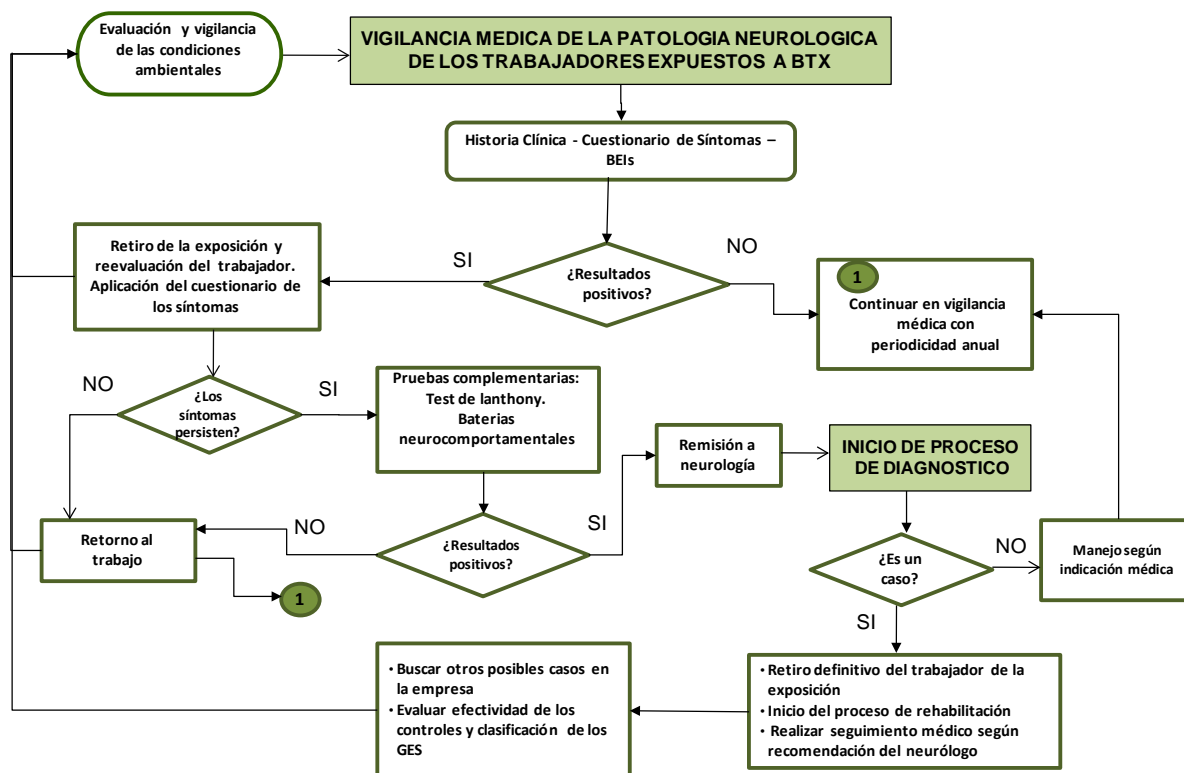 Evaluación y vigilancia
de las condiciones
ambientales
VIGILANCIA MEDICA DE LA PATOLOGIA NEUROLOGICA
DE LOS TRABAJADORES EXPUESTOS A BTX
Historia Clínica - Cuestionario de Síntomas –
BEIs
Retiro de la exposición y
reevaluación del trabajador.
Aplicación del cuestionario de
los síntomas
SI
¿Resultados
positivos?
NO
1
Continuar en vigilancia
médica con
periodicidad anual
NO
¿Los
síntomas
persisten?
SI
Pruebas complementarias:
Test de lanthony.
Baterias
neurocomportamentales
Remisión a
neurología
INICIO DE PROCESO
DE DIAGNOSTICO
Retorno al
trabajo
NO
¿Resultados
positivos?
SI
¿Es un
caso?
NO
Manejo según
indicación médica
1
SI
• Buscar otros posibles casos en
la empresa
• Evaluar efectividad de los
controles y clasificación de los
GES
• Retiro definitivo del trabajador de la
exposición
• Inicio del proceso de rehabilitación
• Realizar seguimiento médico según
recomendación del neurólogo